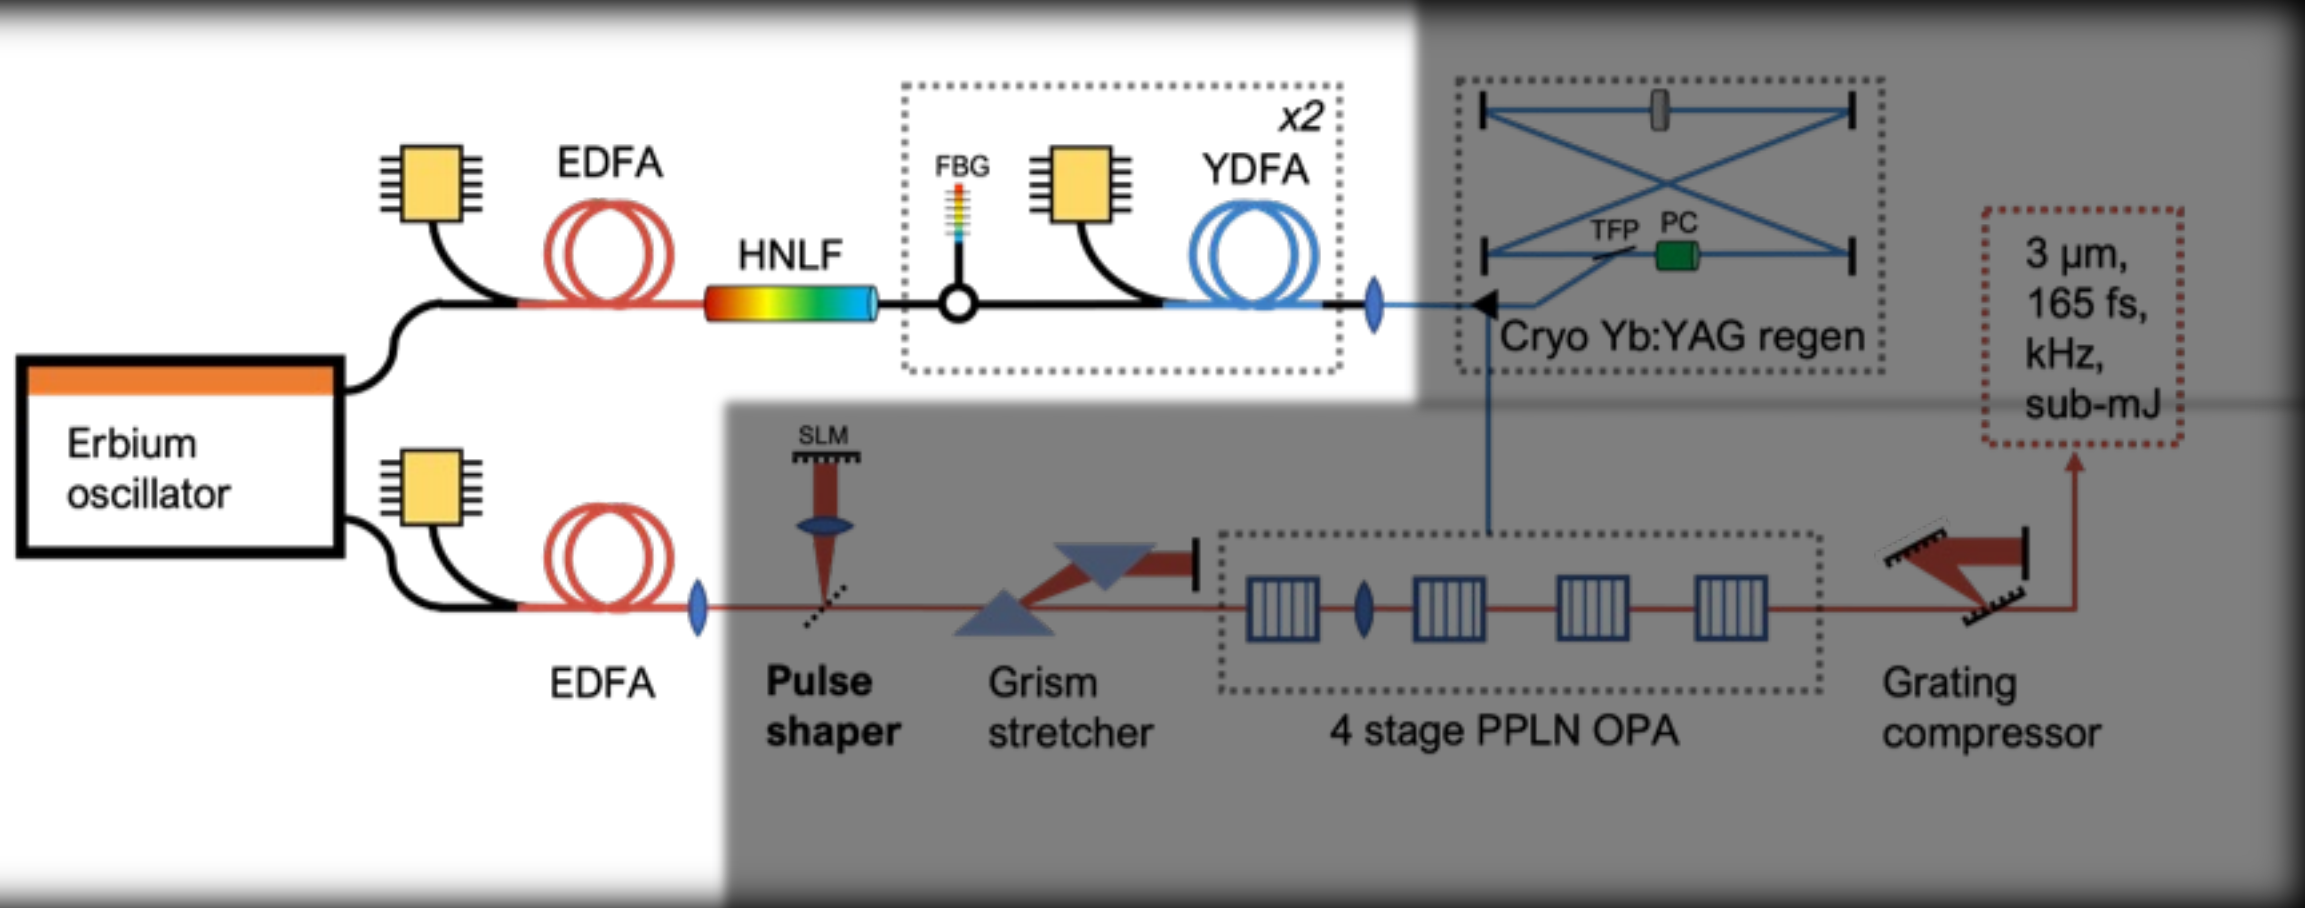 x2
EDFA
FBG
YDFA
HNLF
TFP
PC
Cryo Yb:YAG regen
3 µm,
165 fs,
kHz,
sub-mJ
Erbium
oscillator
SLM
EDFA
Pulse
shaper
Grism
stretcher
4 stage PPLN OPA
Grating
compressor